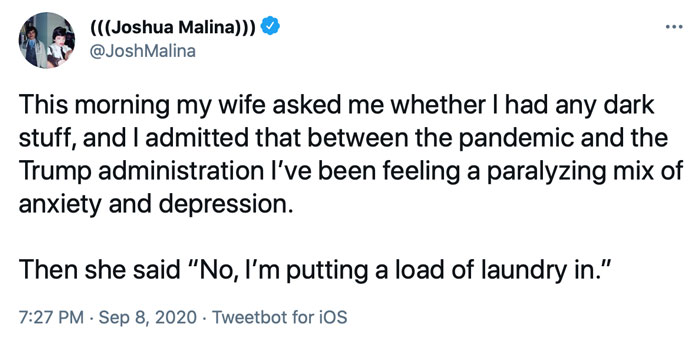 (((Joshua Malina)))
@JoshMalina
This morning my wife asked me whether I had any dark
stuff, and I admitted that between the pandemic and the
Trump administration I’ve been feeling a paralyzing mix of
anxiety and depression.
Then she said “No, I’m putting a load of laundry in.”
7:27 PM · Sep 8, 2020 · Tweetbot for iOS